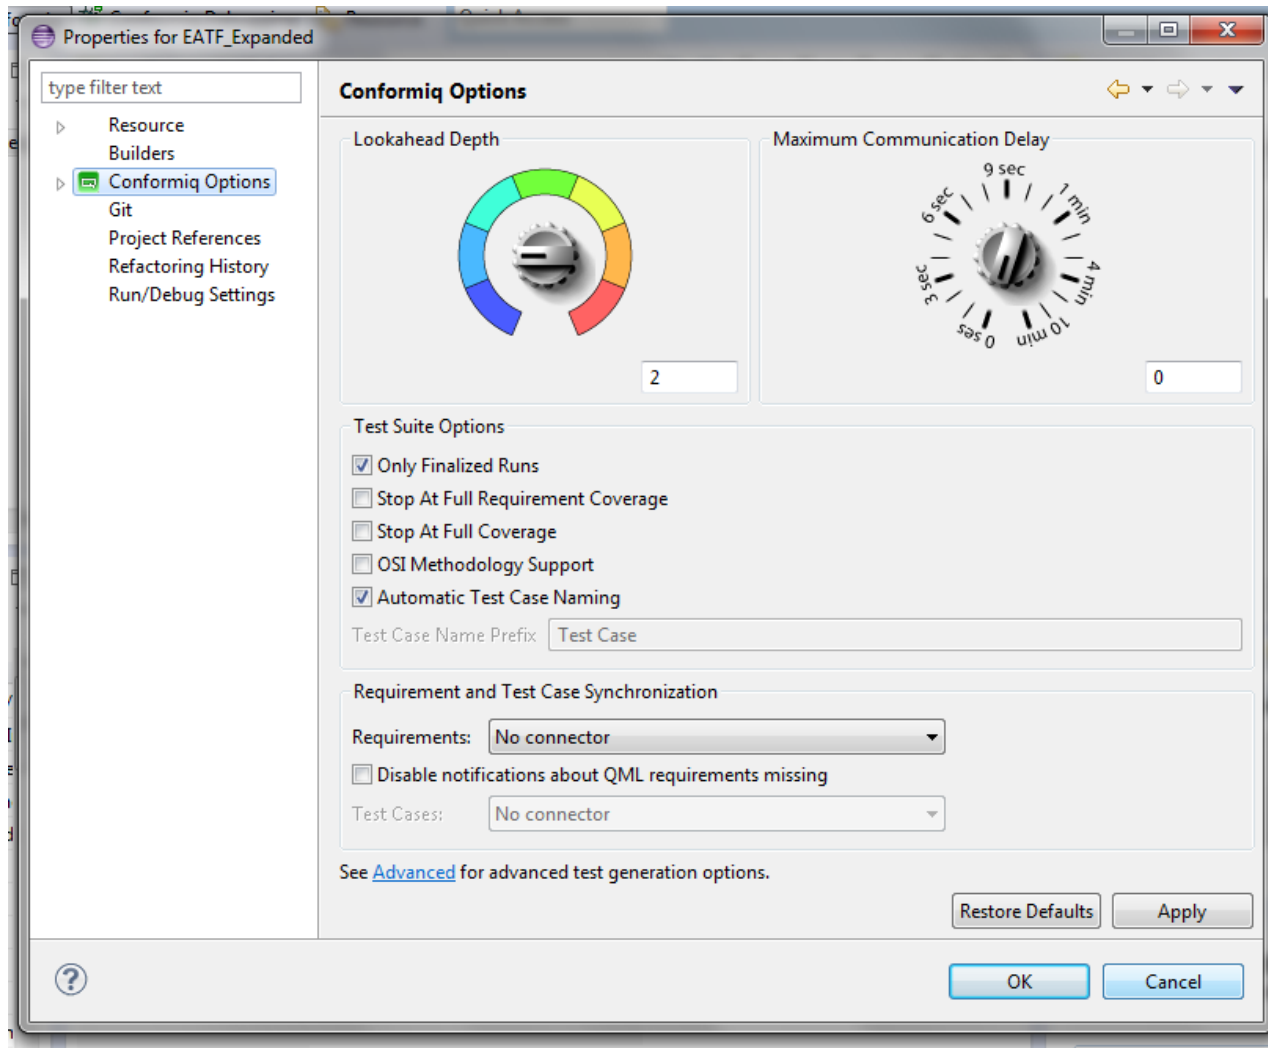 Properties for EATF_Expanded
type filter text
Resource
Builders
Conformiq Options
Git
Project References
Refactoring History
Run/Debug Settings
Conformiq Options
Lookahead Depth
2
Maximum Communication Delay
0 sec
3 sec
6 sec
9 sec
1 min
4 min
10 min
0
Test Suite Options
Only Finalized Runs
Stop At Full Requirement Coverage
Stop At Full Coverage
OSI Methodology Support
Automatic Test Case Naming
Test Case Name Prefix Test Case
Requirement and Test Case Synchronization
Requirements: No connector
Disable notifications about QML requirements missing
Test Cases: No connector
See Advanced for advanced test generation options.
Restore Defaults Apply
OK Cancel